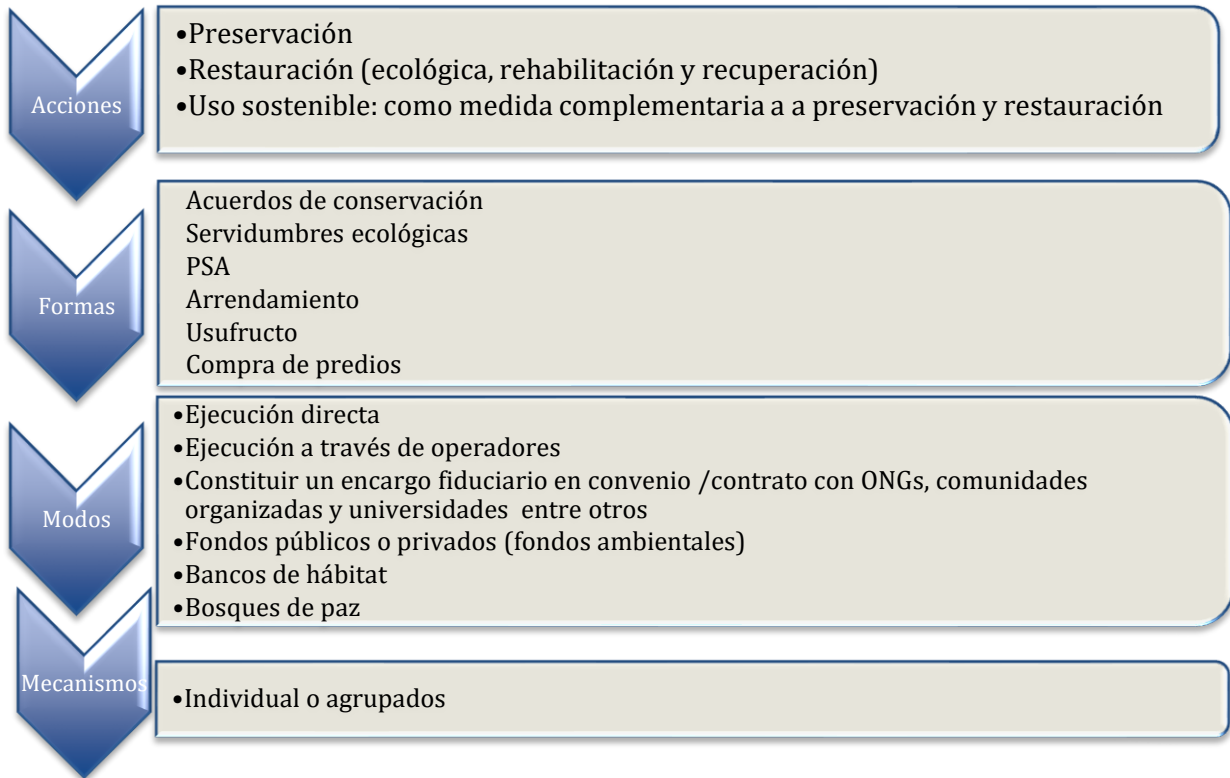 Acciones
•Preservación
•Restauración (ecológica, rehabilitación y recuperación)
•Uso sostenible: como medida complementaria a a preservación y restauración
Formas
Acuerdos de conservación
Servidumbres ecológicas
PSA
Arrendamiento
Usufructo
Compra de predios
Modos
•Ejecución directa
•Ejecución a través de operadores
•Constituir un encargo fiduciario en convenio /contrato con ONGs, comunidades
organizadas y universidades entre otros
•Fondos públicos o privados (fondos ambientales)
•Bancos de hábitat
•Bosques de paz
Mecanismos
•Individual o agrupados